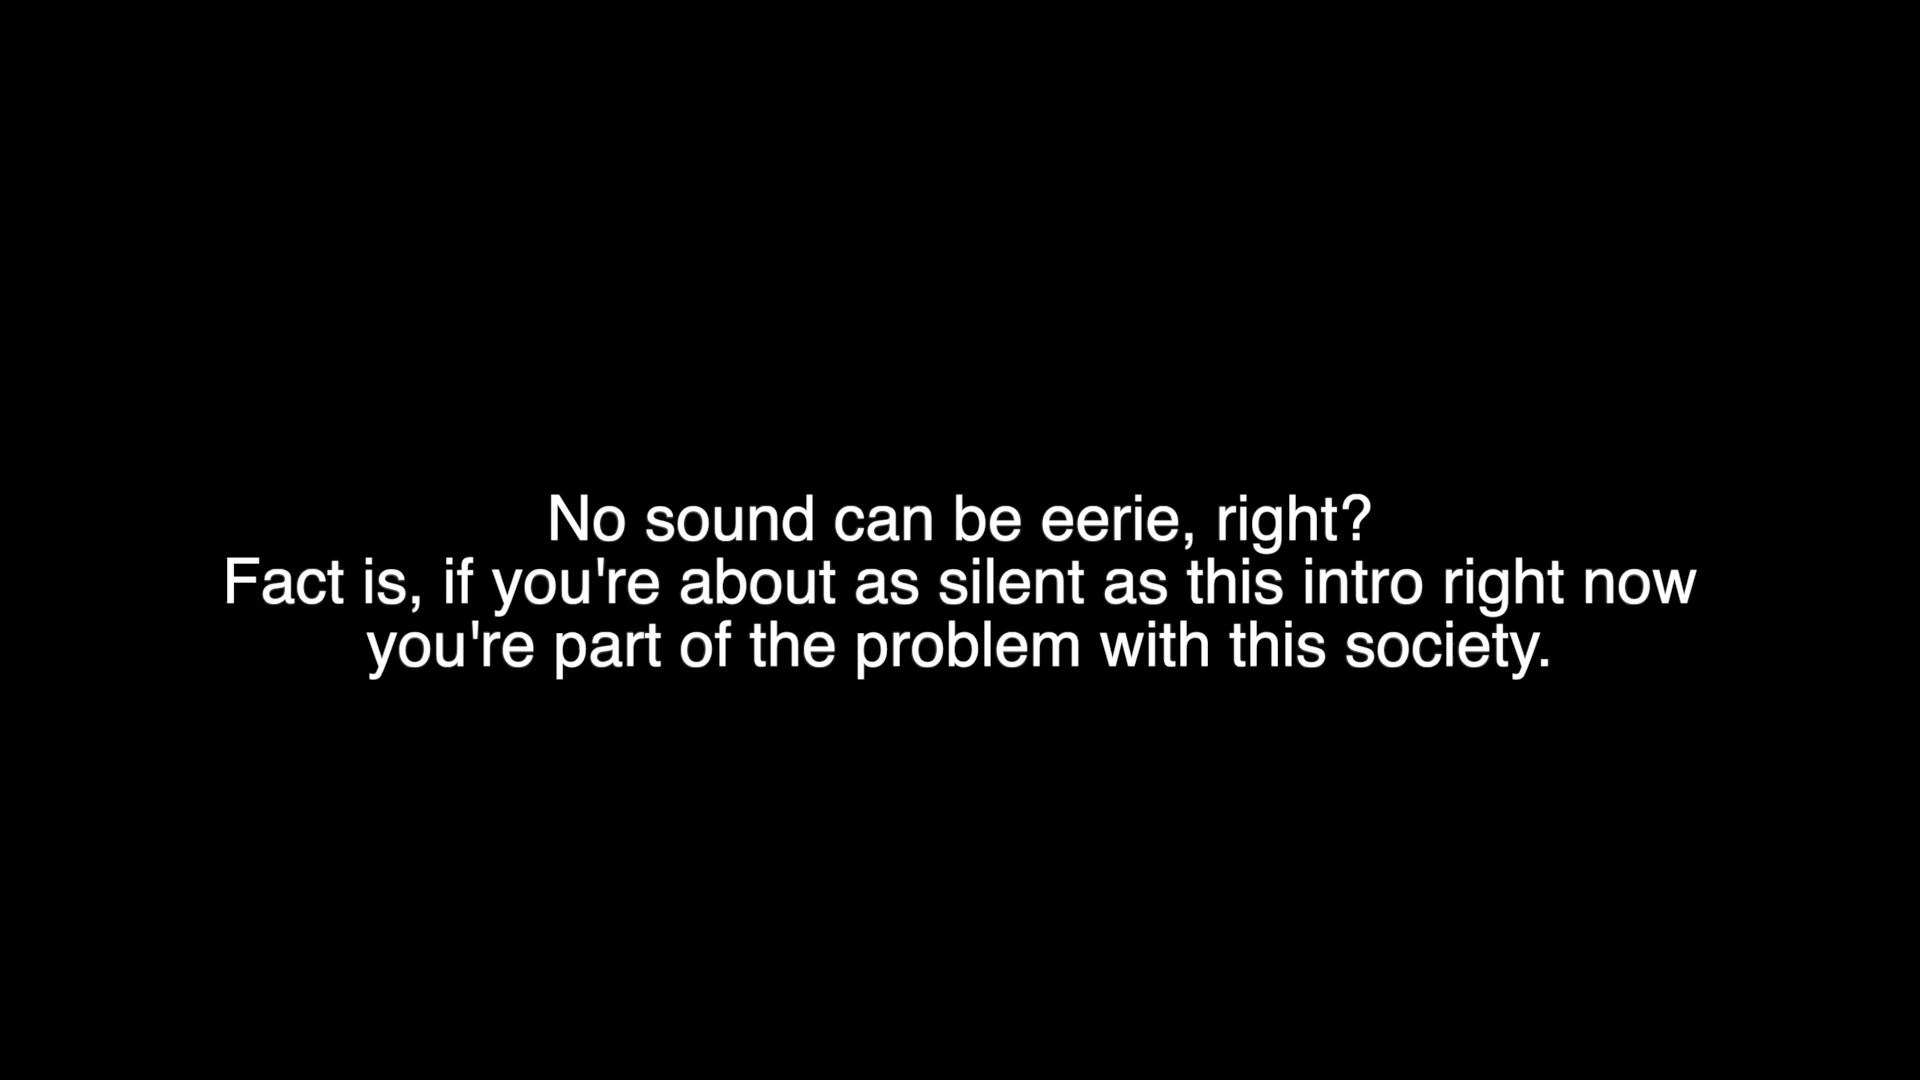 No sound can be eerie, right?
Fact is, if you're about as silent as this intro right now
you're part of the problem with this society.